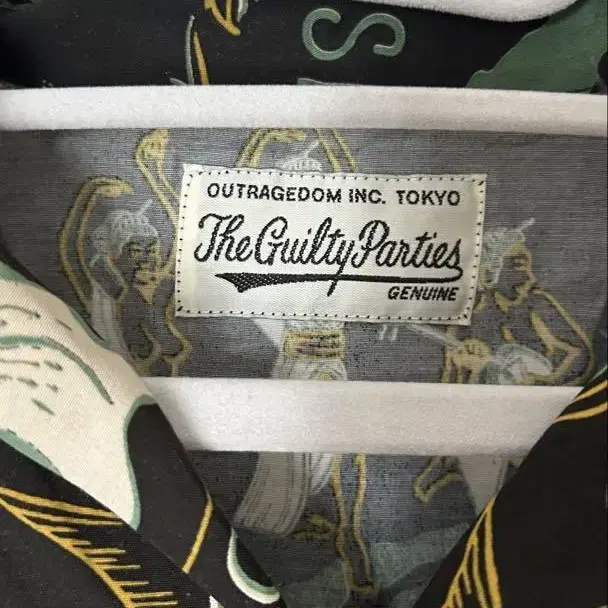 S
OUTRAGEDOM INC. TOKYO
The Guilty Parties
GENUINE